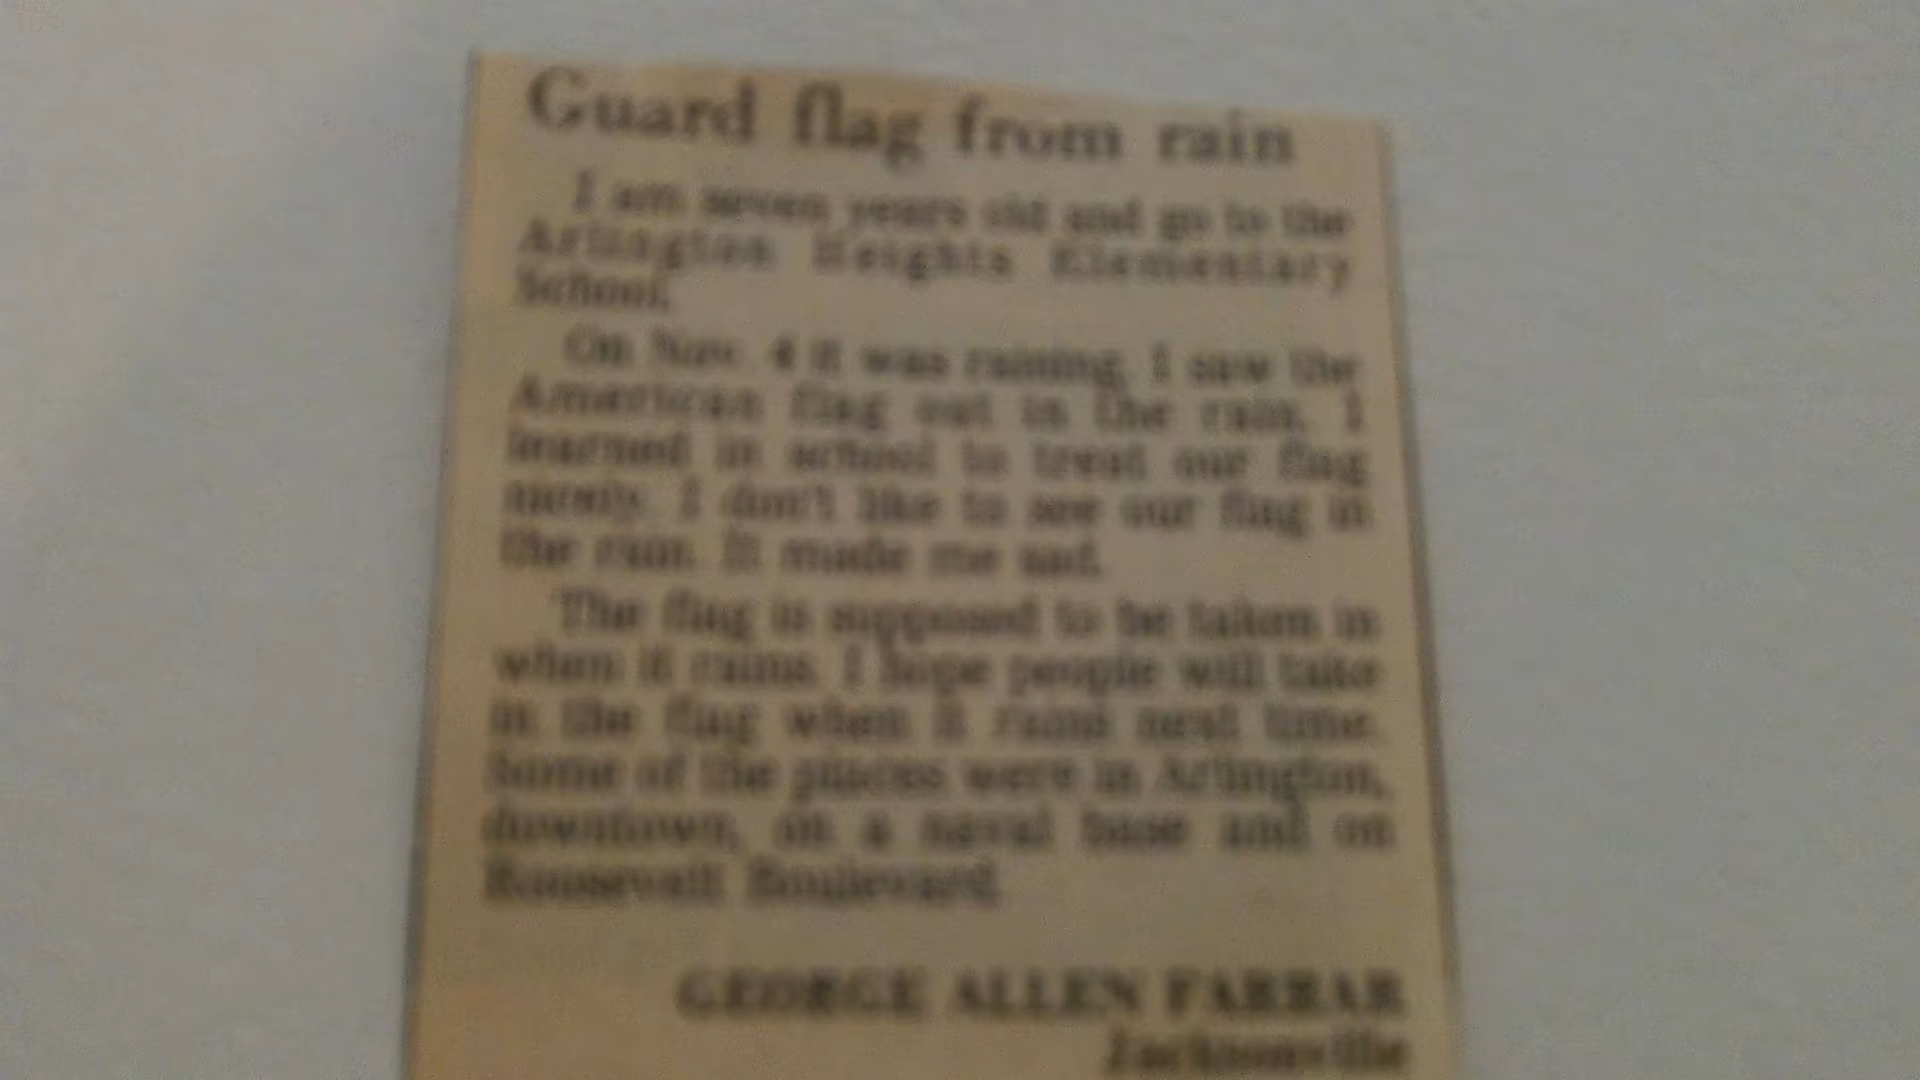 Guard flag from rain
I am seven years old and go to the
Arlington Heights Elementary
School.
On Nov. 4 it was raining. I saw the
American flag out in the rain. I
learned in school to treat our flag
nicely. I don't like to see our flag in
the rain. It made me sad.
The flag is supposed to be taken in
when it rains. I hope people will take
in the flag when it rains next time.
Some of the places were in Arlington,
downtown, on a naval base and on
Roosevelt Boulevard.
GEORGE ALLEN FARRAR
Jacksonville